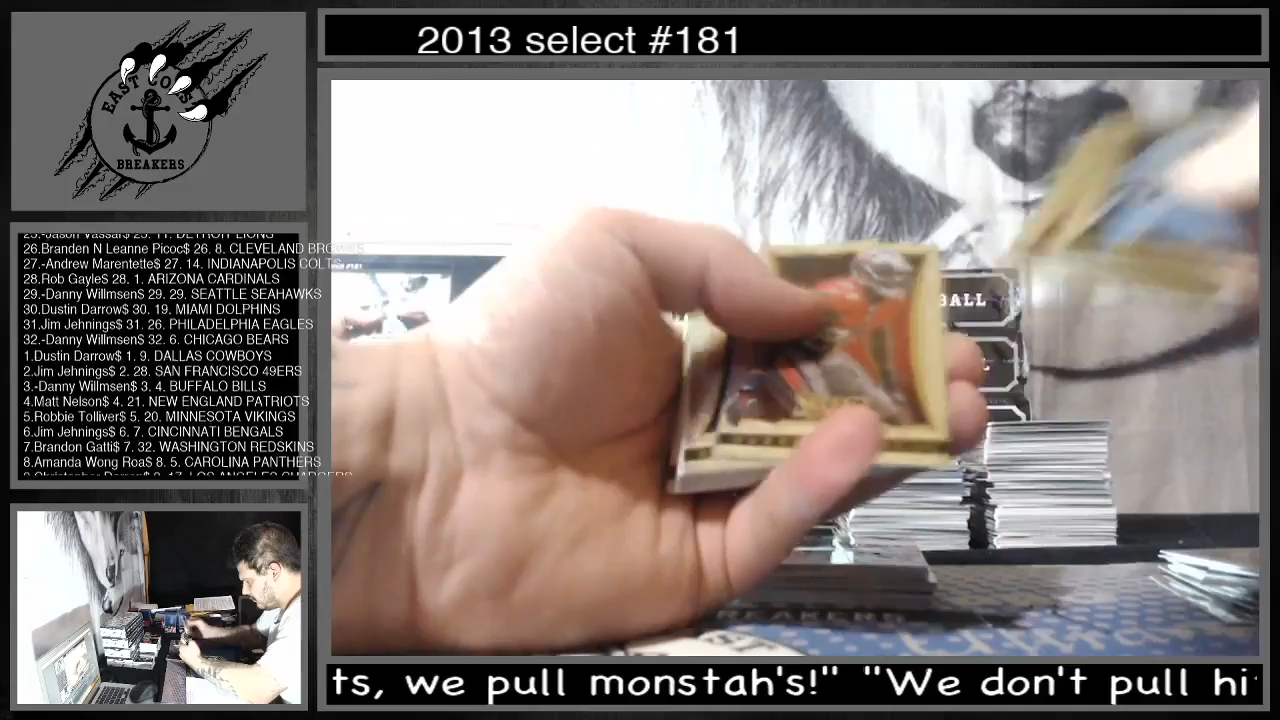 2013 select #181
EAST COAST
BREAKERS
26.Branden N Leanne Picoc$ 26. 8. CLEVELAND BROWNS
27.-Andrew Marentette$ 27. 14. INDIANAPOLIS COLTS
28.Rob Gayle$ 28. 1. ARIZONA CARDINALS
29.-Danny Willmsen$ 29. 29. SEATTLE SEAHAWKS
30.Dustin Darrow$ 30. 19. MIAMI DOLPHINS
31.Jim Jehnings$ 31. 26. PHILADELPHIA EAGLES
32.-Danny Willmsen$ 32. 6. CHICAGO BEARS
1.Dustin Darrow$ 1. 9. DALLAS COWBOYS
2.Jim Jehnings$ 2. 28. SAN FRANCISCO 49ERS
3.-Danny Willmsen$ 3. 4. BUFFALO BILLS
4.Matt Nelson$ 4. 21. NEW ENGLAND PATRIOTS
5.Robbie Tolliver$ 5. 20. MINNESOTA VIKINGS
6.Jim Jehnings$ 6. 7. CINCINNATI BENGALS
7.Brandon Gatti$ 7. 32. WASHINGTON REDSKINS
8.Amanda Wong Roa$ 8. 5. CAROLINA PANTHERS
BALL
ts, we pull monstah's!" "We don't pull hi